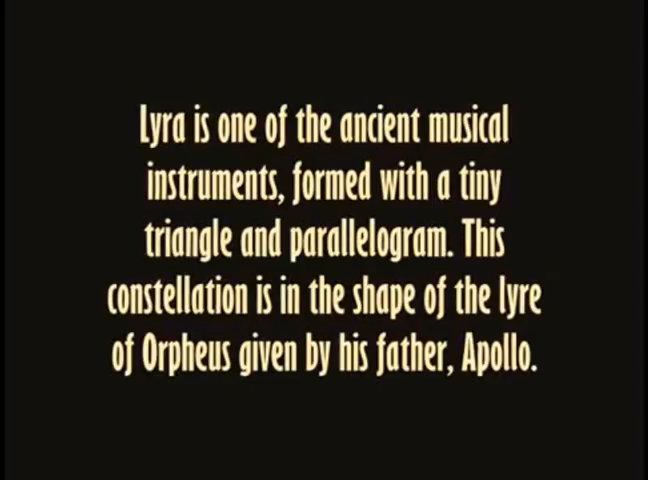 Lyra is one of the ancient musical
instruments, formed with a tiny
triangle and parallelogram. This
constellation is in the shape of the lyre
of Orpheus given by his father, Apollo.